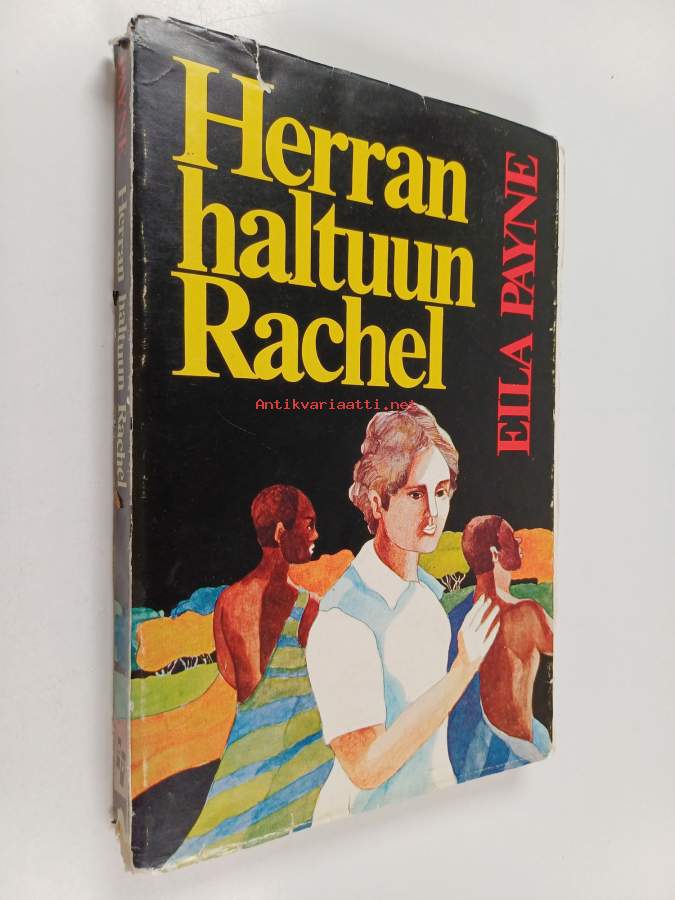 Herran
haltuun
Rachel
EILA PAYNE
Antikvariaatti.net
Herran haltuun Rachel